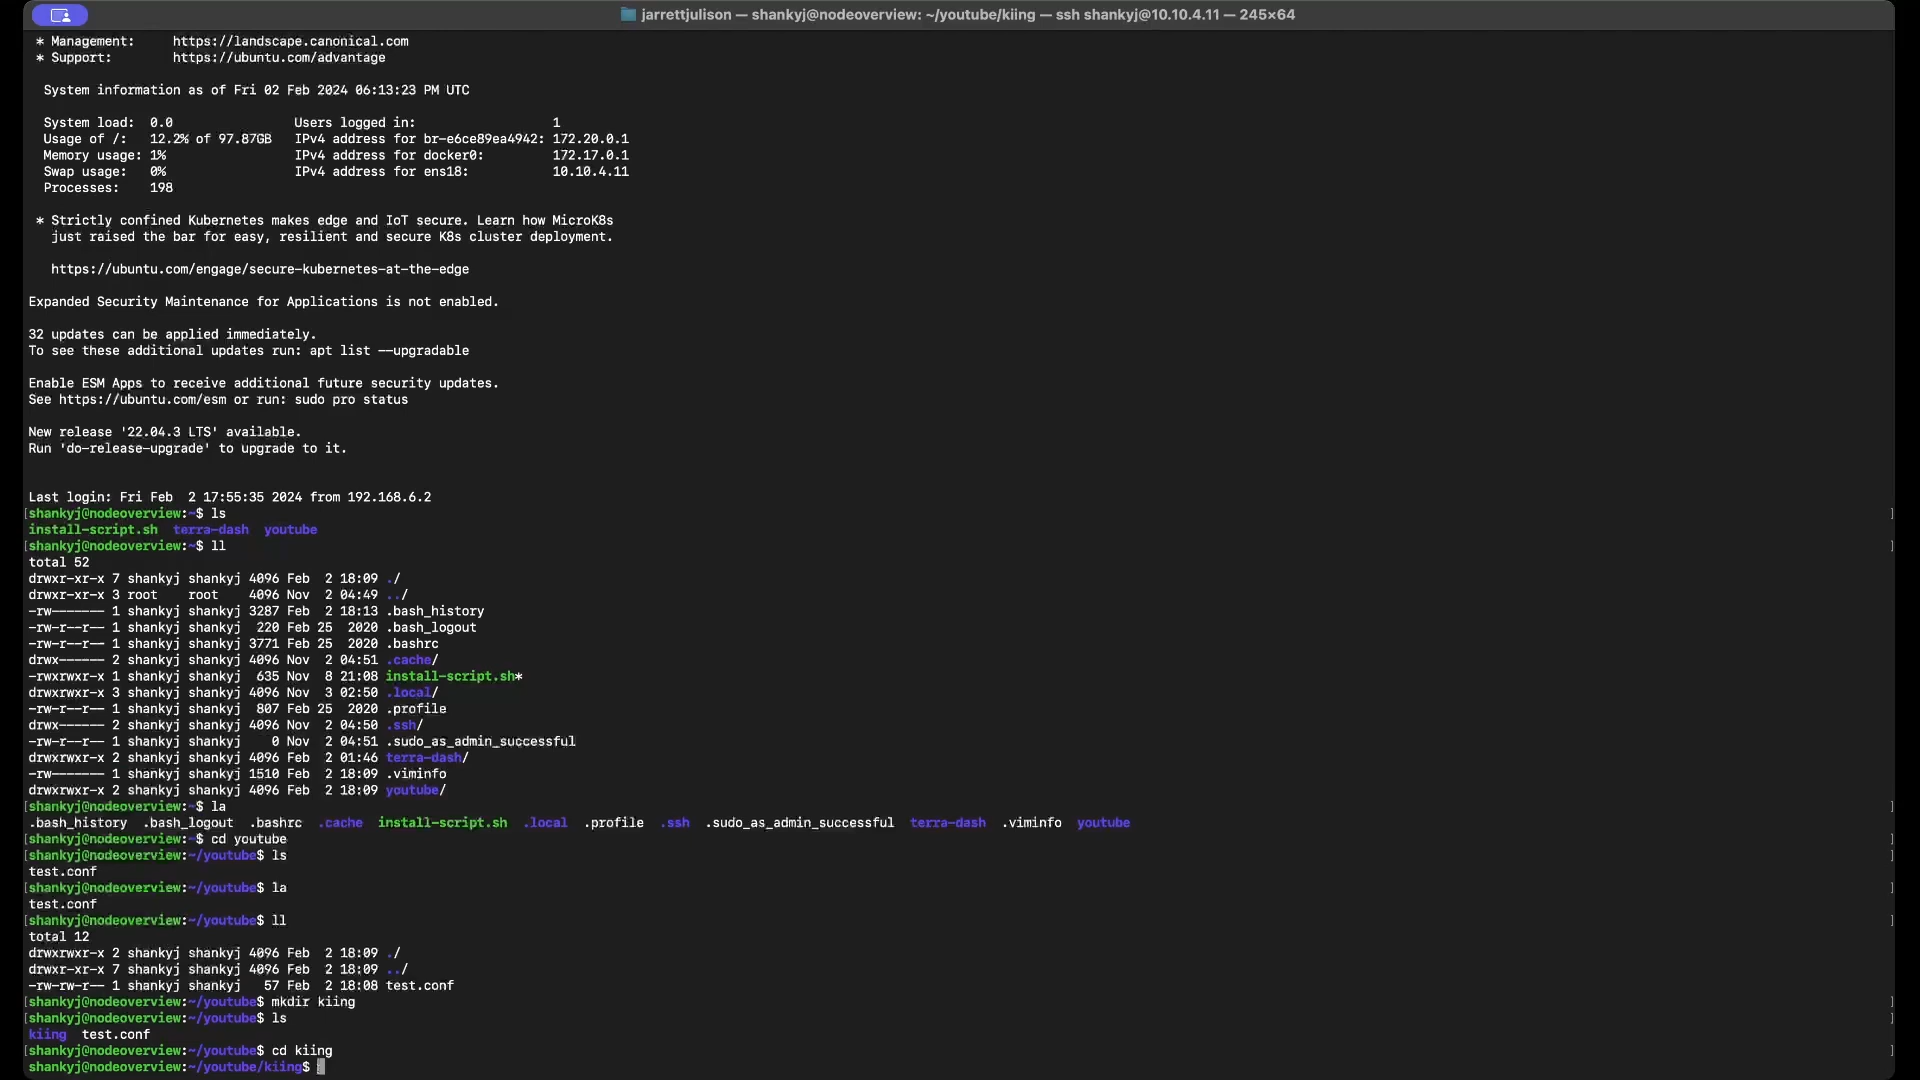 jarrettjulison — shankyj@nodeoverview: ~/youtube/kiing — ssh shankyj@10.10.4.11 — 245×64
* Management:     https://landscape.canonical.com
* Support:        https://ubuntu.com/advantage
System information as of Fri 02 Feb 2024 06:13:23 PM UTC
System load:  0.0                Users logged in:                  1
Usage of /:   12.2% of 97.87GB   IPv4 address for br-e6ce89ea4942: 172.20.0.1
Memory usage: 1%                 IPv4 address for docker0:         172.17.0.1
Swap usage:   0%                 IPv4 address for ens18:           10.10.4.11
Processes:    198
* Strictly confined Kubernetes makes edge and IoT secure. Learn how MicroK8s
just raised the bar for easy, resilient and secure K8s cluster deployment.
https://ubuntu.com/engage/secure-kubernetes-at-the-edge
Expanded Security Maintenance for Applications is not enabled.
32 updates can be applied immediately.
To see these additional updates run: apt list --upgradable
Enable ESM Apps to receive additional future security updates.
See https://ubuntu.com/esm or run: sudo pro status
New release '22.04.3 LTS' available.
Run 'do-release-upgrade' to upgrade to it.
Last login: Fri Feb  2 17:55:35 2024 from 192.168.6.2
[shankyj@nodeoverview:~$ ls ]
install-script.sh  terra-dash  youtube
[shankyj@nodeoverview:~$ ll ]
total 52
drwxr-xr-x 7 shankyj shankyj 4096 Feb  2 18:09 ./
drwxr-xr-x 3 root    root    4096 Nov  2 04:49 ../
-rw------- 1 shankyj shankyj 3287 Feb  2 18:13 .bash_history
-rw-r--r-- 1 shankyj shankyj  220 Feb 25  2020 .bash_logout
-rw-r--r-- 1 shankyj shankyj 3771 Feb 25  2020 .bashrc
drwx------ 2 shankyj shankyj 4096 Nov  2 04:51 .cache/
-rwxrwxr-x 1 shankyj shankyj  635 Nov  8 21:08 install-script.sh*
drwxrwxr-x 3 shankyj shankyj 4096 Nov  3 02:50 .local/
-rw-r--r-- 1 shankyj shankyj  807 Feb 25  2020 .profile
drwx------ 2 shankyj shankyj 4096 Nov  2 04:50 .ssh/
-rw-r--r-- 1 shankyj shankyj    0 Nov  2 04:51 .sudo_as_admin_successful
drwxrwxr-x 2 shankyj shankyj 4096 Feb  2 01:46 terra-dash/
-rw------- 1 shankyj shankyj 1510 Feb  2 18:09 .viminfo
drwxrwxr-x 2 shankyj shankyj 4096 Feb  2 18:09 youtube/
[shankyj@nodeoverview:~$ la ]
.bash_history  .bash_logout  .bashrc  .cache  install-script.sh  .local  .profile  .ssh  .sudo_as_admin_successful  terra-dash  .viminfo  youtube
[shankyj@nodeoverview:~$ cd youtube ]
[shankyj@nodeoverview:~/youtube$ ls ]
test.conf
[shankyj@nodeoverview:~/youtube$ la ]
test.conf
[shankyj@nodeoverview:~/youtube$ ll ]
total 12
drwxrwxr-x 2 shankyj shankyj 4096 Feb  2 18:09 ./
drwxr-xr-x 7 shankyj shankyj 4096 Feb  2 18:09 ../
-rw-rw-r-- 1 shankyj shankyj   57 Feb  2 18:08 test.conf
[shankyj@nodeoverview:~/youtube$ mkdir kiing ]
[shankyj@nodeoverview:~/youtube$ ls ]
kiing  test.conf
[shankyj@nodeoverview:~/youtube$ cd kiing ]
shankyj@nodeoverview:~/youtube/kiing$